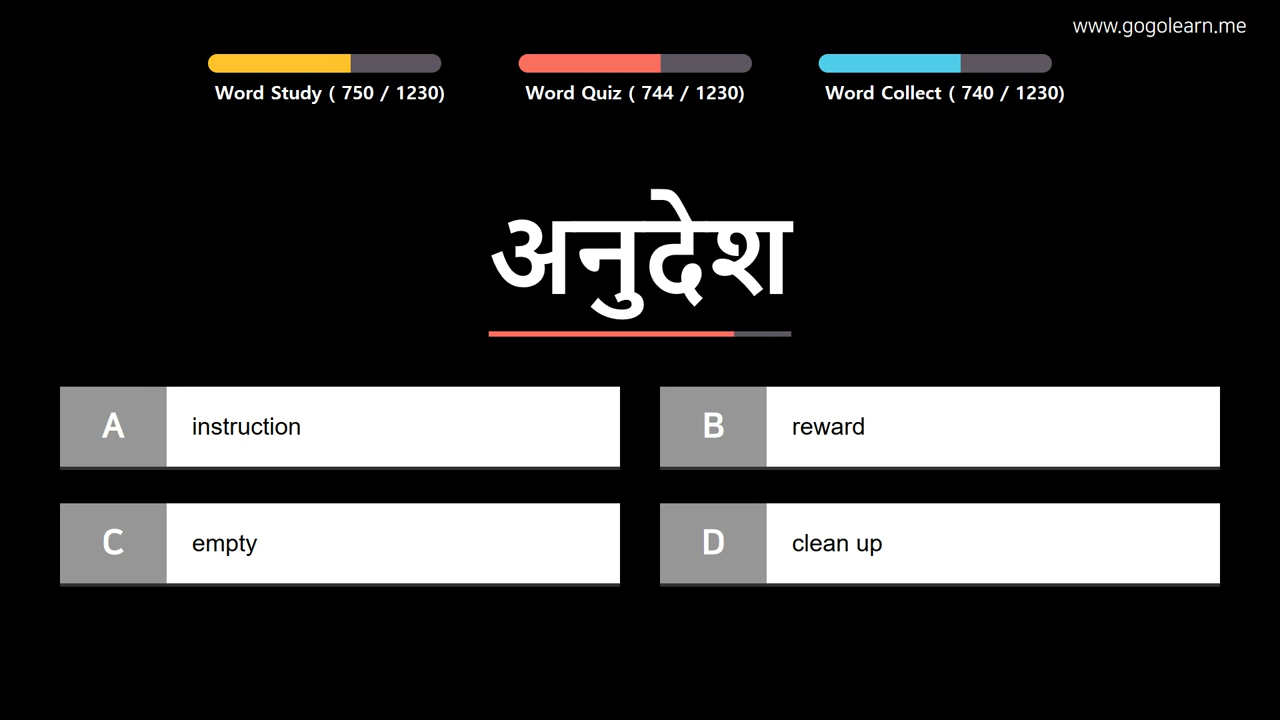 www.gogolearn.me
Word Study ( 750 / 1230)
Word Quiz ( 744 / 1230)
Word Collect ( 740 / 1230)
अनुदेश
A instruction
B reward
C empty
D clean up